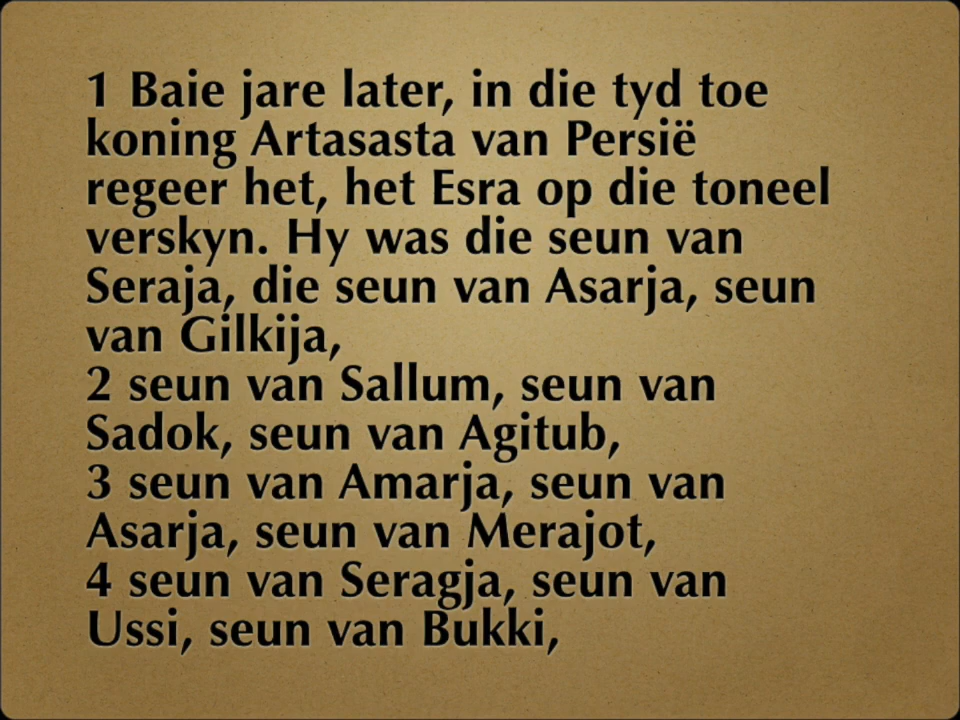 1 Baie jare later, in die tyd toe
koning Artasasta van Persië
regeer het, het Esra op die toneel
verskyn. Hy was die seun van
Seraja, die seun van Asarja, seun
van Gilkija,
2 seun van Sallum, seun van
Sadok, seun van Agitub,
3 seun van Amarja, seun van
Asarja, seun van Merajot,
4 seun van Seragja, seun van
Ussi, seun van Bukki,